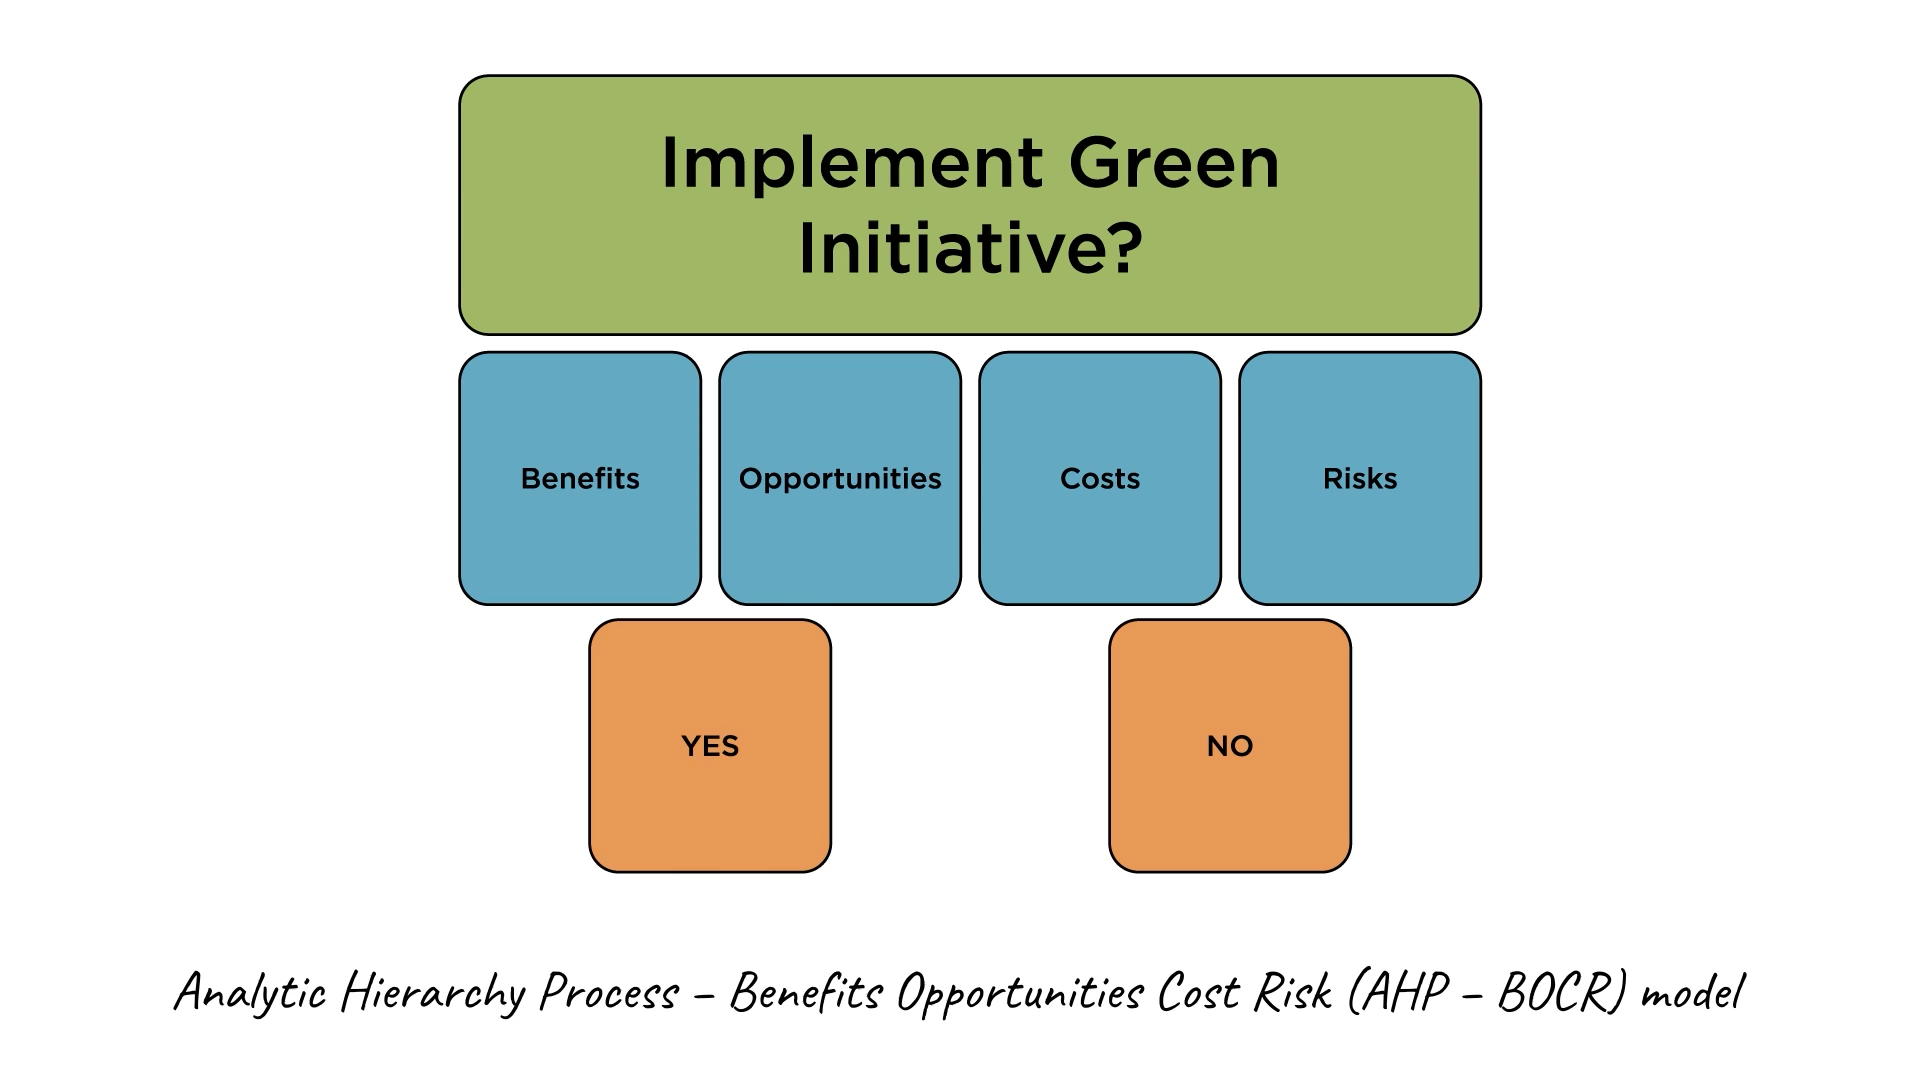 Implement Green
Initiative?
Benefits
Opportunities
Costs
Risks
YES
NO
Analytic Hierarchy Process – Benefits Opportunities Cost Risk (AHP – BOCR) model